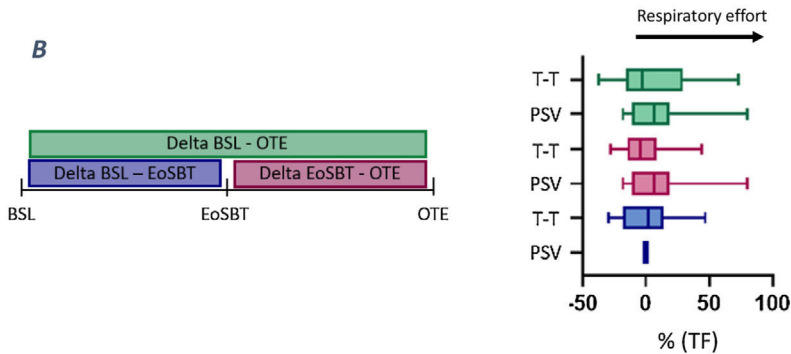 B
Delta BSL - OTE
Delta BSL – EoSBT
Delta EoSBT - OTE
BSL
EoSBT
OTE
Respiratory effort
T-T
PSV
T-T
PSV
T-T
PSV
-50
0
50
100
% (TF)